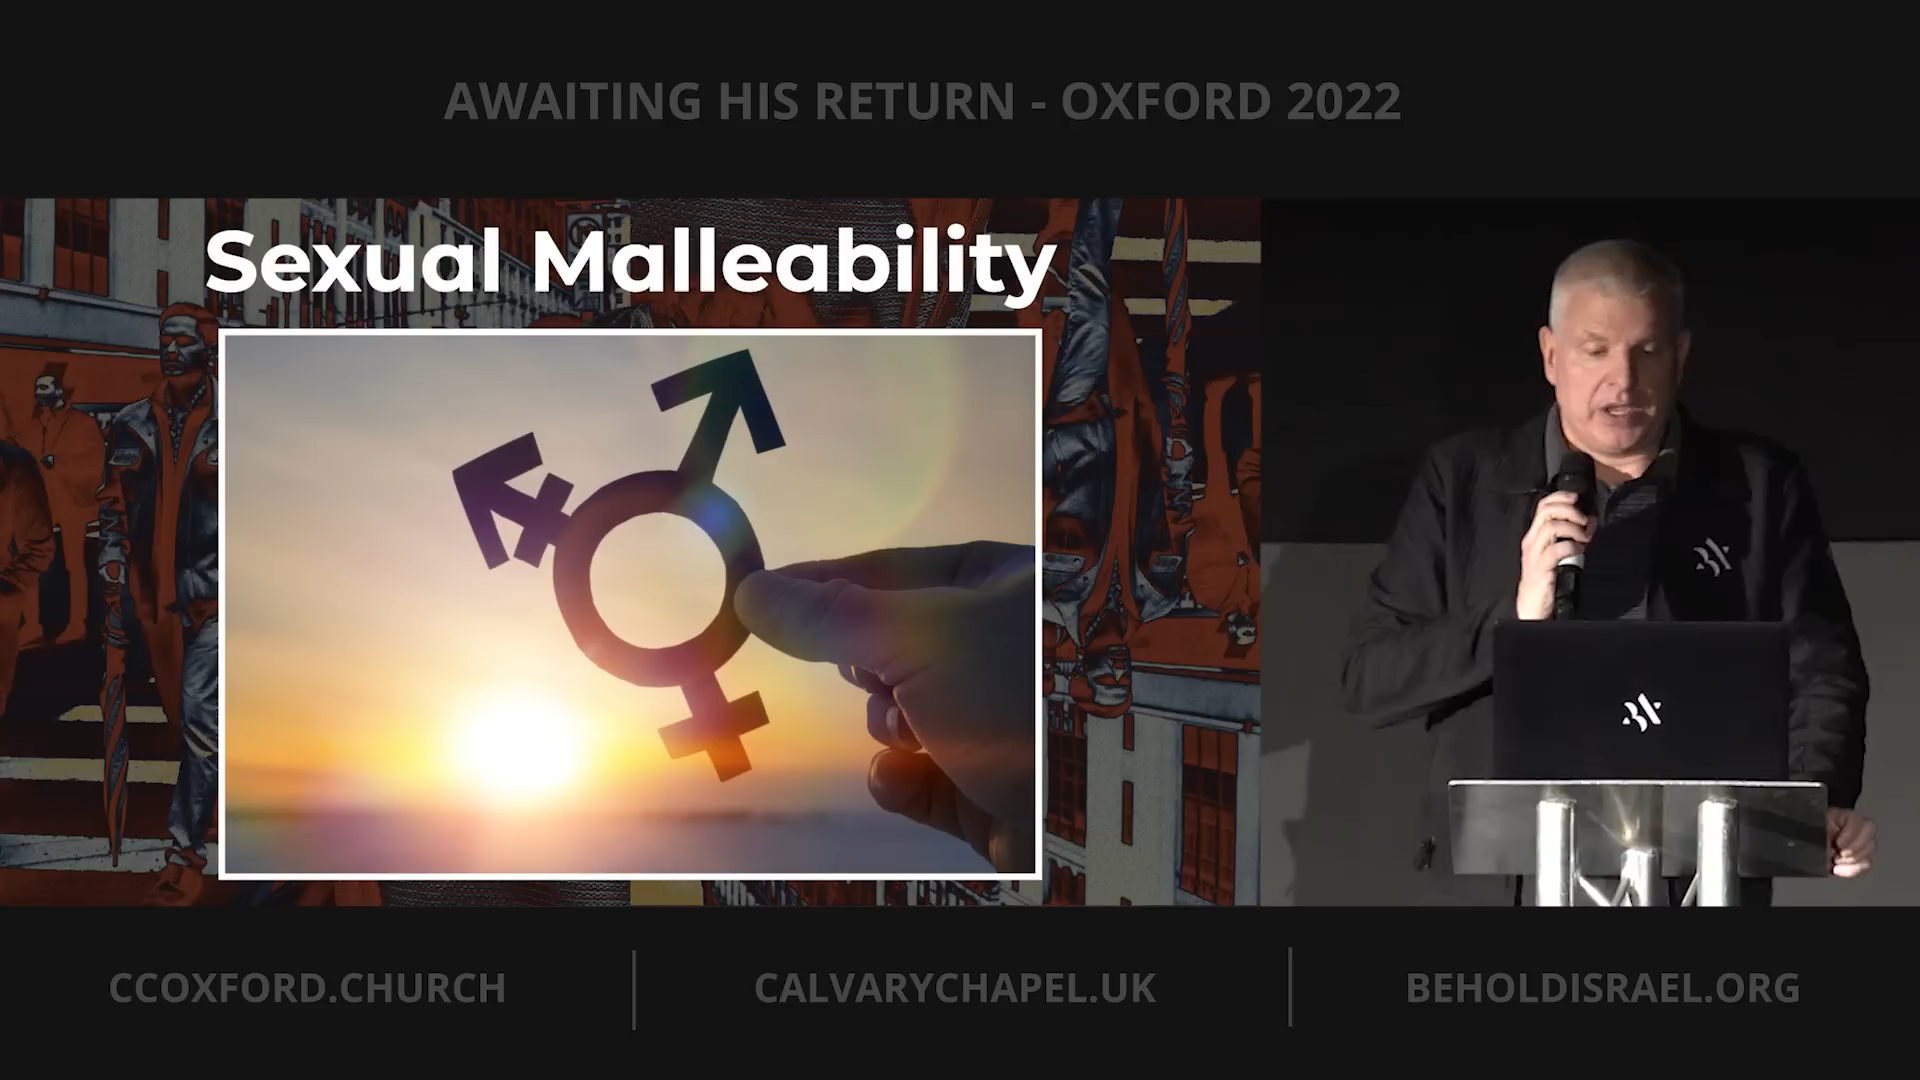 AWAITING HIS RETURN - OXFORD 2022
Sexual Malleability
CCOXFORD.CHURCH
CALVARYCHAPEL.UK
BEHOLDISRAEL.ORG